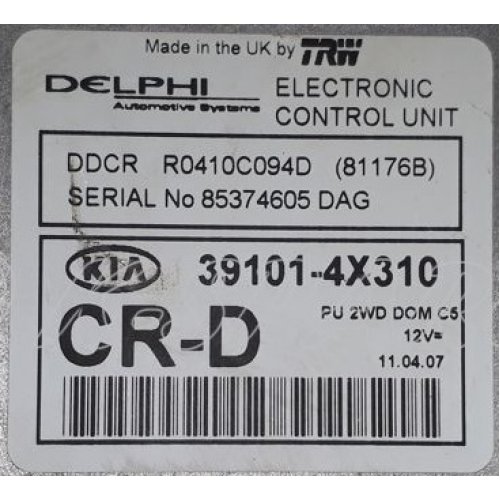 Made in the UK by TRW
DELPHI
Automotive Systems
ELECTRONIC
CONTROL UNIT
DDCR R0410C094D (81176B)
SERIAL No 85374605 DAG
KIA 39101-4X310
PU 2WD DOM C5
CR-D
12V=
11.04.07